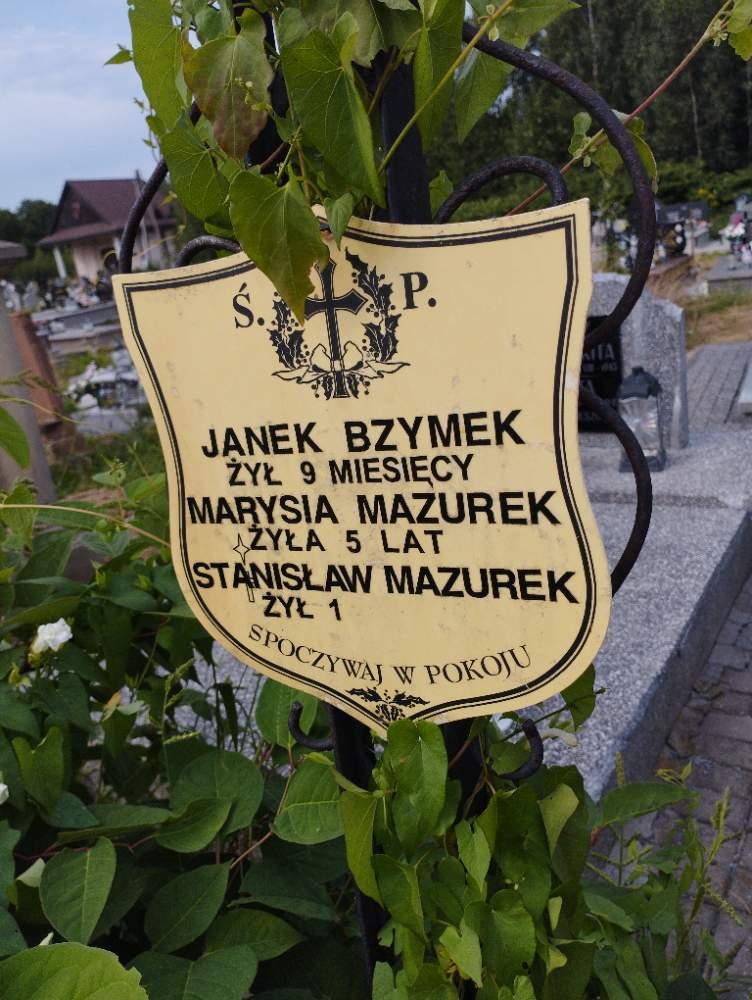 Ś. P.
JANEK BZYMEK
ŻYŁ 9 MIESIĘCY
MARYSIA MAZUREK
ŻYŁA 5 LAT
STANISŁAW MAZUREK
ŻYŁ 1
SPOCZYWAJ W POKOJU